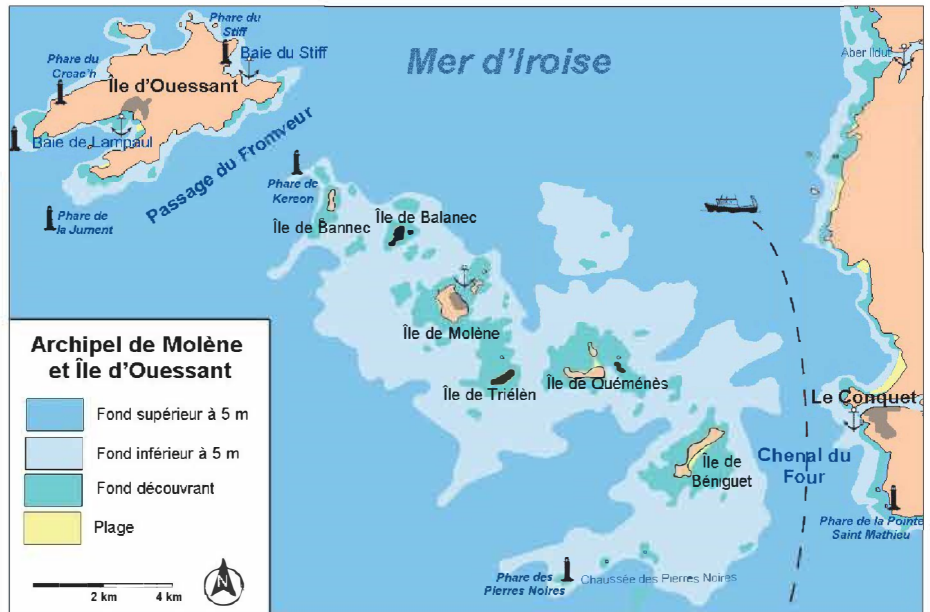 Phare du
Stiff
Baie du Stiff
Phare du
Creac'h
Île d'Ouessant
Baie de Lampaul
Passage du Fromveur
Phare de
la Jument
Mer d'Iroise
Aber Ildut
Phare de
Kereon
Île de Bannec
Île de Balanec
Île de Molène
Île de Triélèn
Île de Quéménès
Île de
Béniguet
Le Conquet
Chenal du
Four
Phare de la Pointe
Saint Mathieu
Phare des
Pierres Noires
Chaussée des Pierres Noires
Archipel de Molène
et Île d'Ouessant
Fond supérieur à 5 m
Fond inférieur à 5 m
Fond découvrant
Plage
2 km
4 km
N